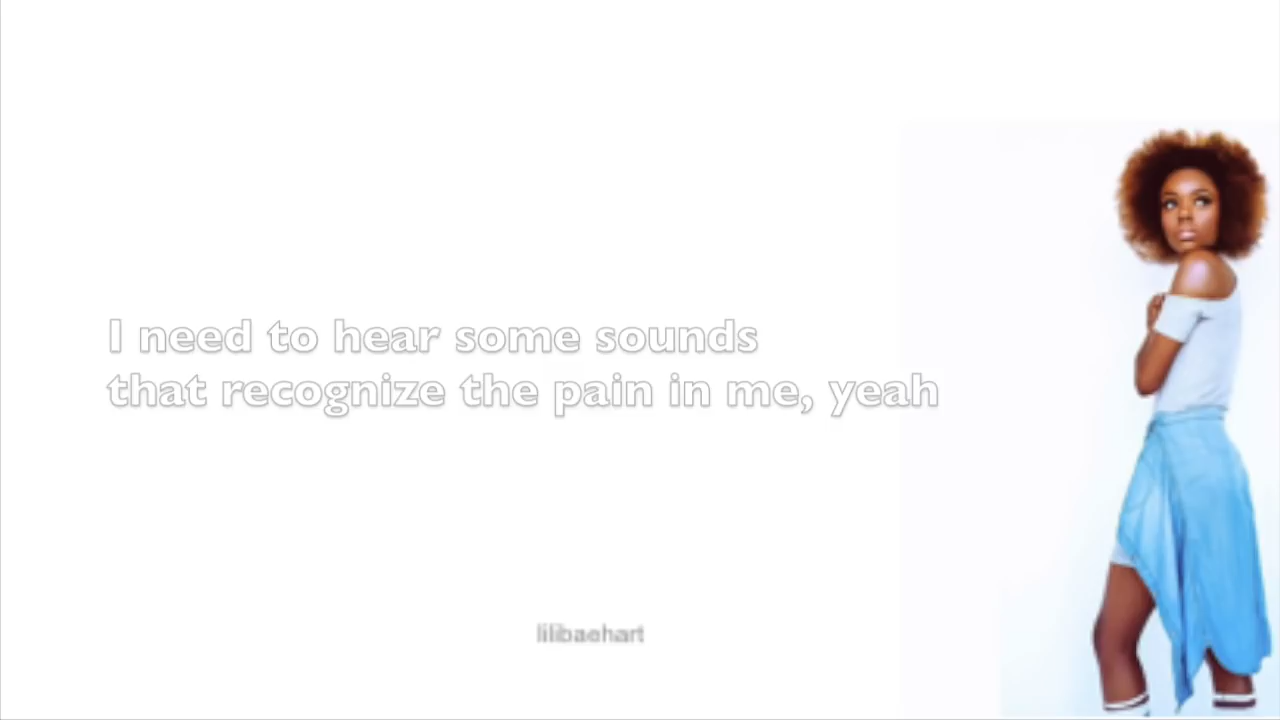 I need to hear some sounds
that recognize the pain in me, yeah
lilibaehart